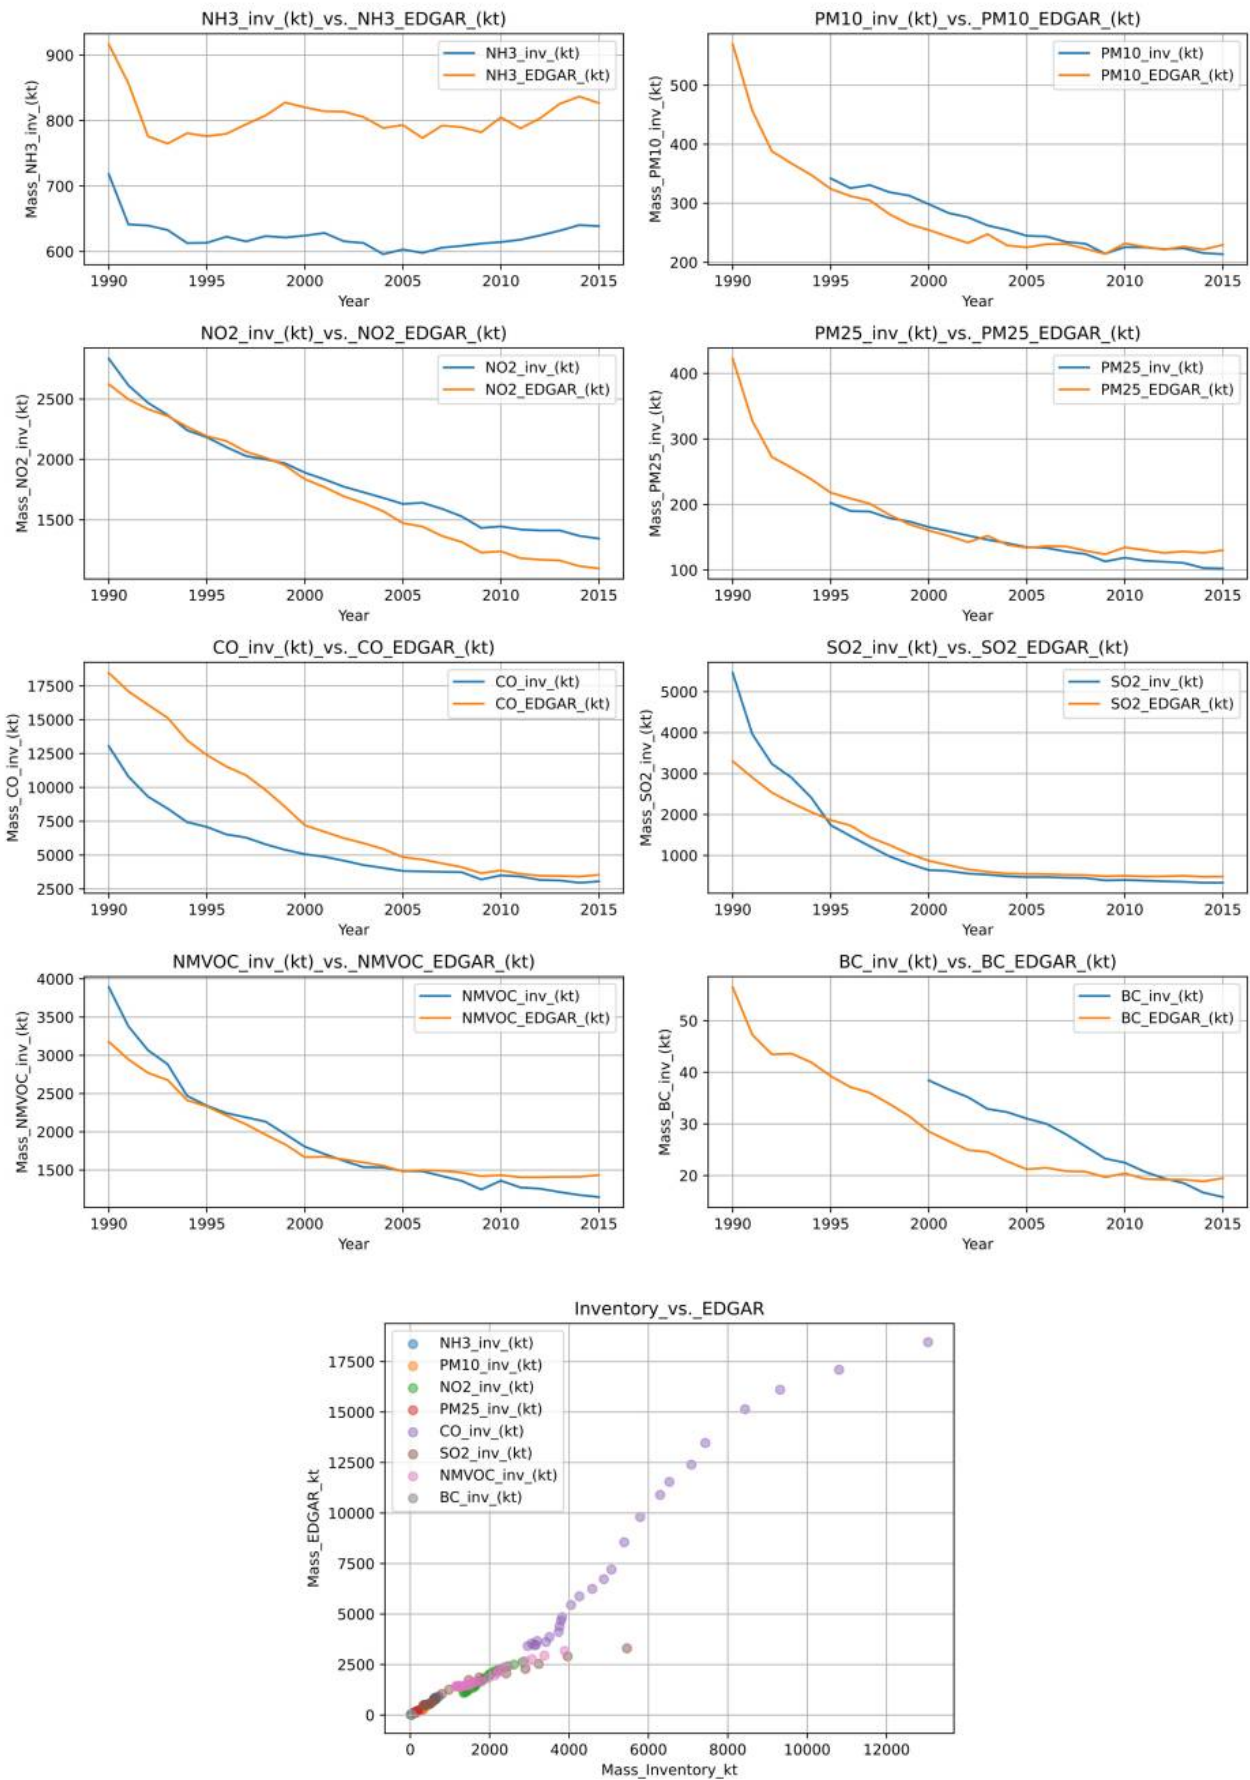 NH3_inv_(kt)_vs._NH3_EDGAR_(kt)
Mass_NH3_inv_(kt)
900
800
700
600
NH3_inv_(kt)
NH3_EDGAR_(kt)
1990 1995 2000 2005 2010 2015
Year
PM10_inv_(kt)_vs._PM10_EDGAR_(kt)
Mass_PM10_inv_(kt)
500
400
300
200
PM10_inv_(kt)
PM10_EDGAR_(kt)
1990 1995 2000 2005 2010 2015
Year
NO2_inv_(kt)_vs._NO2_EDGAR_(kt)
Mass_NO2_inv_(kt)
2500
2000
1500
NO2_inv_(kt)
NO2_EDGAR_(kt)
1990 1995 2000 2005 2010 2015
Year
PM25_inv_(kt)_vs._PM25_EDGAR_(kt)
Mass_PM25_inv_(kt)
400
300
200
100
PM25_inv_(kt)
PM25_EDGAR_(kt)
1990 1995 2000 2005 2010 2015
Year
CO_inv_(kt)_vs._CO_EDGAR_(kt)
Mass_CO_inv_(kt)
17500
15000
12500
10000
7500
5000
2500
CO_inv_(kt)
CO_EDGAR_(kt)
1990 1995 2000 2005 2010 2015
Year
SO2_inv_(kt)_vs._SO2_EDGAR_(kt)
Mass_SO2_inv_(kt)
5000
4000
3000
2000
1000
SO2_inv_(kt)
SO2_EDGAR_(kt)
1990 1995 2000 2005 2010 2015
Year
NMVOC_inv_(kt)_vs._NMVOC_EDGAR_(kt)
Mass_NMVOC_inv_(kt)
4000
3500
3000
2500
2000
1500
NMVOC_inv_(kt)
NMVOC_EDGAR_(kt)
1990 1995 2000 2005 2010 2015
Year
BC_inv_(kt)_vs._BC_EDGAR_(kt)
Mass_BC_inv_(kt)
50
40
30
20
BC_inv_(kt)
BC_EDGAR_(kt)
1990 1995 2000 2005 2010 2015
Year
Inventory_vs._EDGAR
Mass_EDGAR_kt
17500
15000
12500
10000
7500
5000
2500
0
NH3_inv_(kt)
PM10_inv_(kt)
NO2_inv_(kt)
PM25_inv_(kt)
CO_inv_(kt)
SO2_inv_(kt)
NMVOC_inv_(kt)
BC_inv_(kt)
0 2000 4000 6000 8000 10000 12000
Mass_Inventory_kt